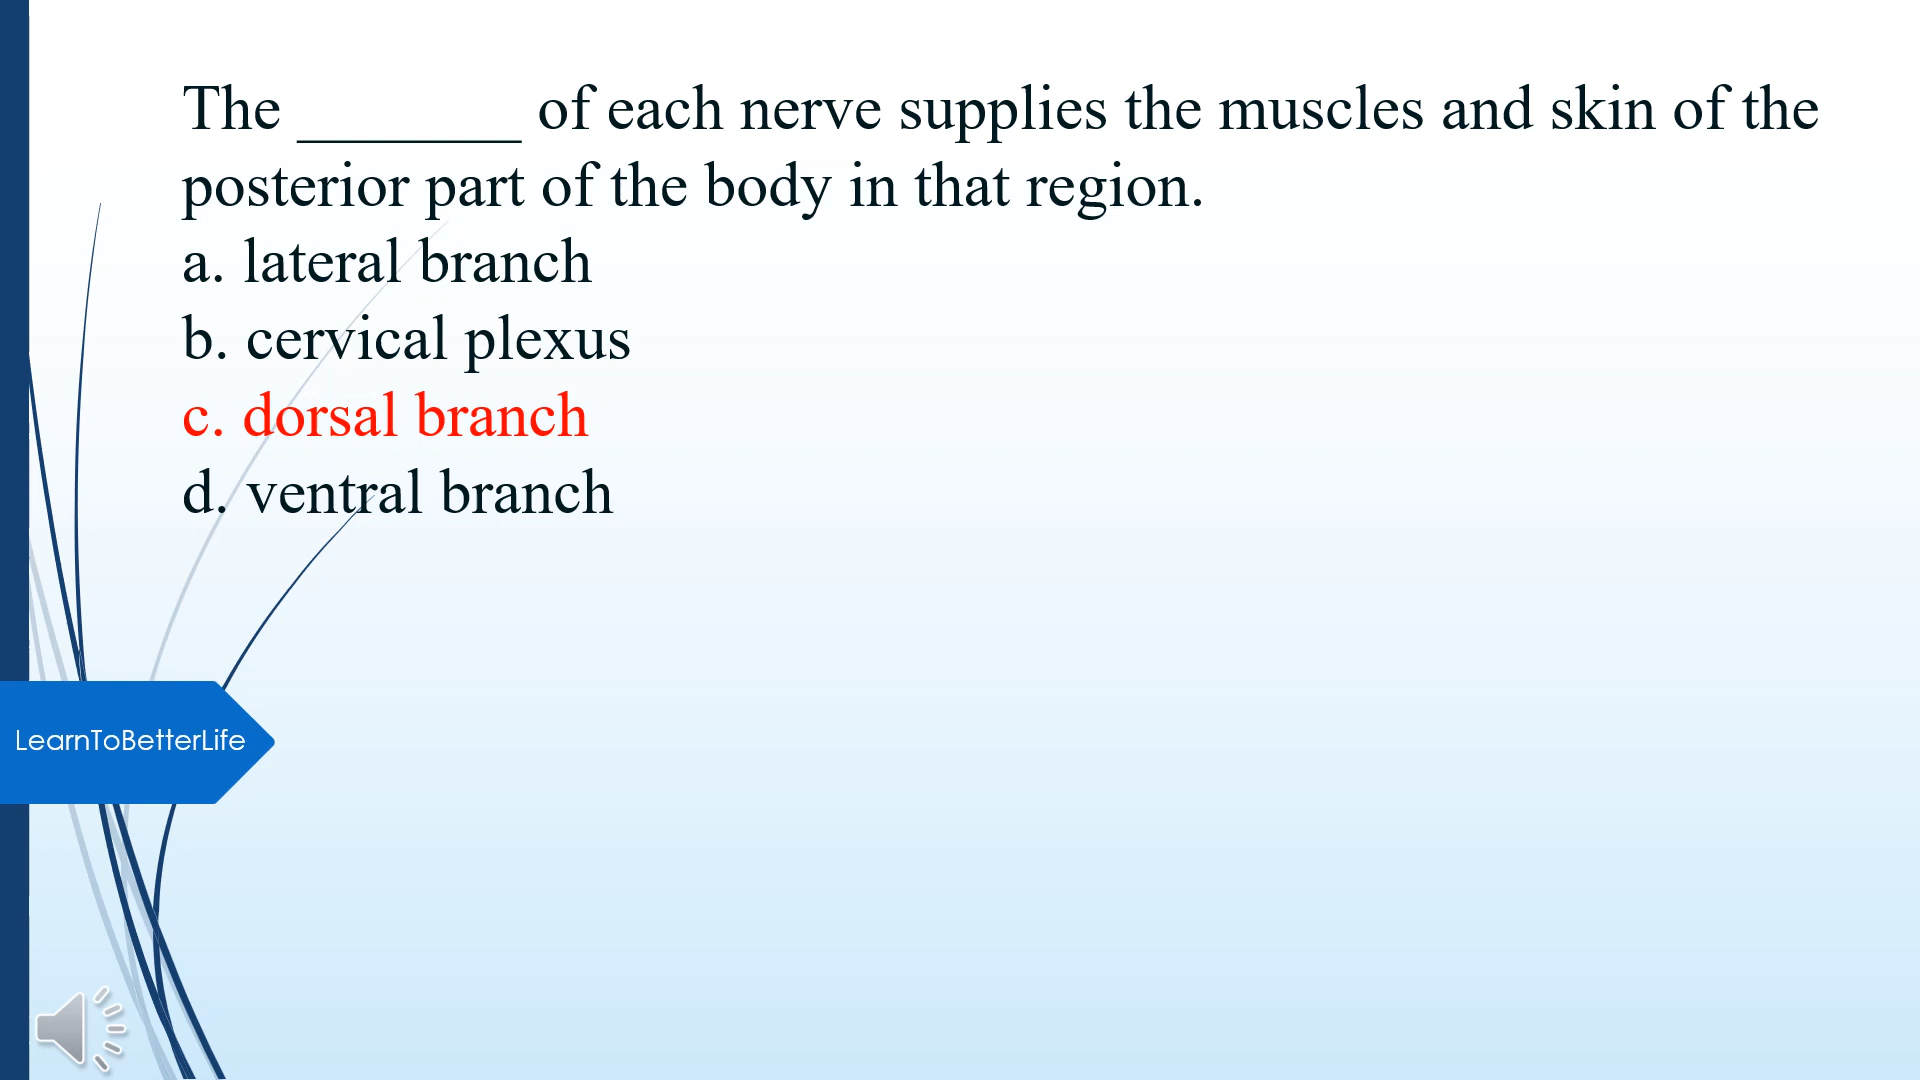 The _______ of each nerve supplies the muscles and skin of the
posterior part of the body in that region.
a. lateral branch
b. cervical plexus
c. dorsal branch
d. ventral branch
LearnToBetterLife